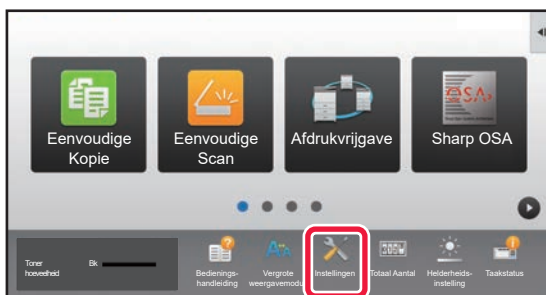 Eenvoudige
Kopie
Eenvoudige
Scan
Afdrukvrijgave
OSA
Sharp OSA
Toner
hoeveelheid
Bk
Bedienings-
handleiding
Vergrote
weergavemodus
Instellingen
Totaal Aantal
Helderheids-
instelling
Taakstatus